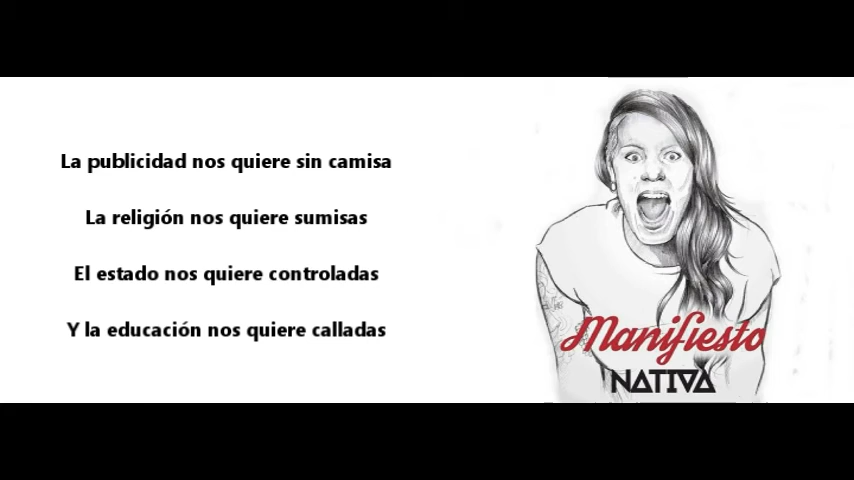 La publicidad nos quiere sin camisa
La religión nos quiere sumisas
El estado nos quiere controladas
Y la educación nos quiere calladas
Manifiesto
NATIVA